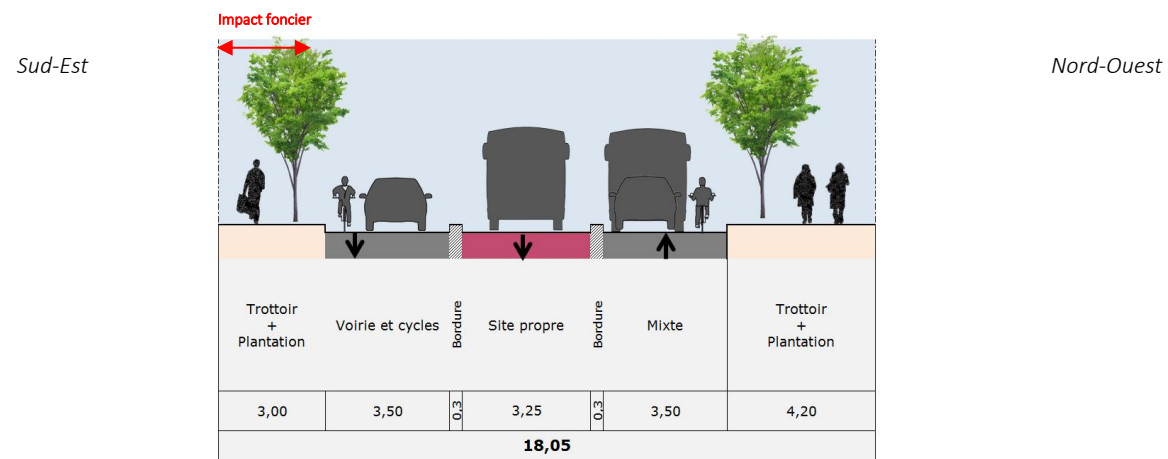 Impact foncier
Sud-Est
Nord-Ouest
Trottoir
+
Plantation
Voirie et cycles
Bordure
Site propre
Bordure
Mixte
Trottoir
+
Plantation
3,00
3,50
0,3
3,25
0,3
3,50
4,20
18,05